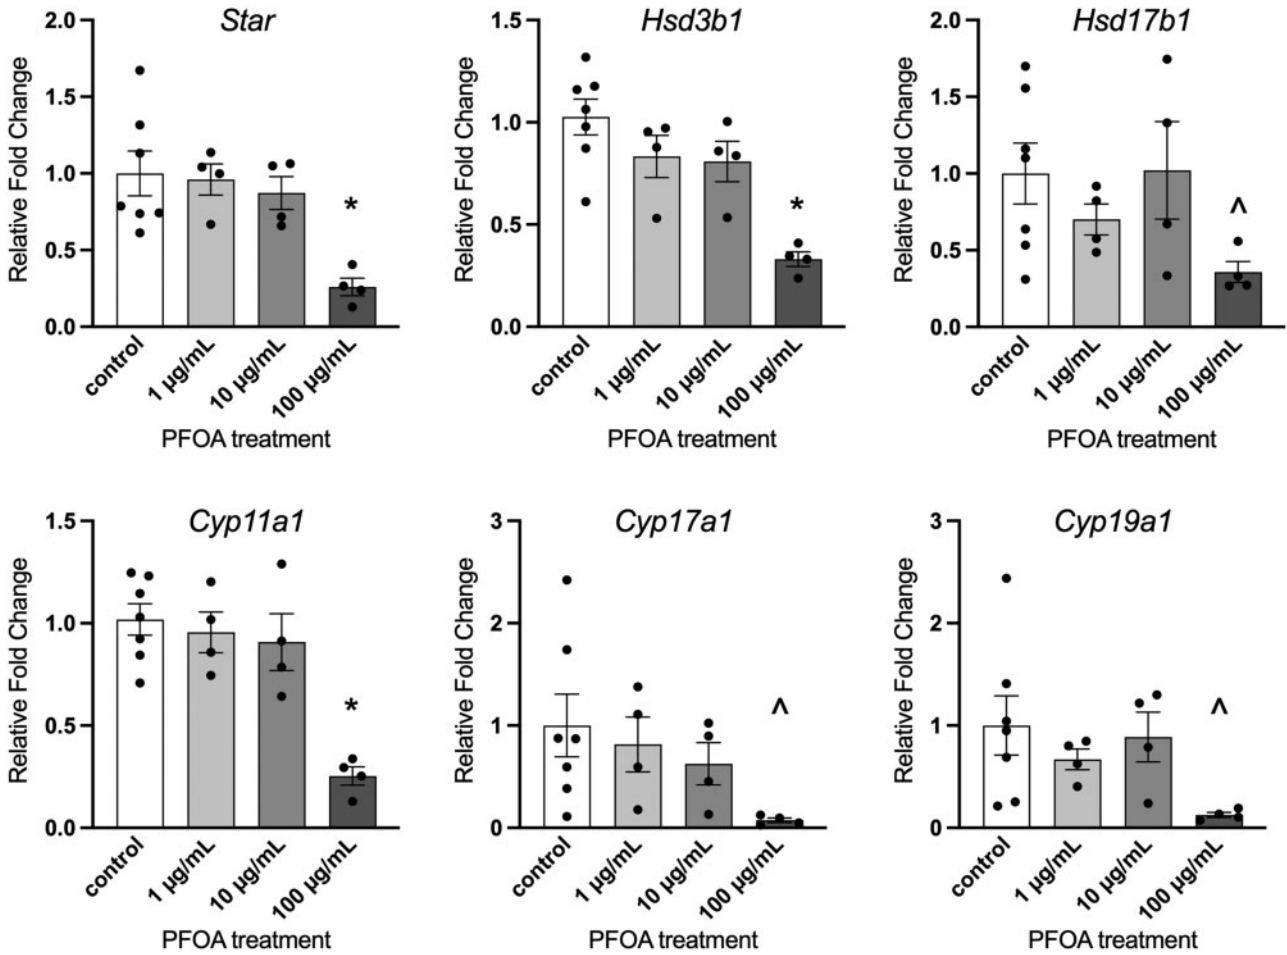 Star
Relative Fold Change
2.0
1.5
1.0
0.5
0.0
control
1 µg/mL
10 µg/mL
100 µg/mL
*
PFOA treatment
Hsd3b1
Relative Fold Change
1.5
1.0
0.5
0.0
control
1 µg/mL
10 µg/mL
100 µg/mL
*
PFOA treatment
Hsd17b1
Relative Fold Change
2.0
1.5
1.0
0.5
0.0
control
1 µg/mL
10 µg/mL
100 µg/mL
^
PFOA treatment
Cyp11a1
Relative Fold Change
1.5
1.0
0.5
0.0
control
1 µg/mL
10 µg/mL
100 µg/mL
*
PFOA treatment
Cyp17a1
Relative Fold Change
3
2
1
0
control
1 µg/mL
10 µg/mL
100 µg/mL
^
PFOA treatment
Cyp19a1
Relative Fold Change
3
2
1
0
control
1 µg/mL
10 µg/mL
100 µg/mL
^
PFOA treatment